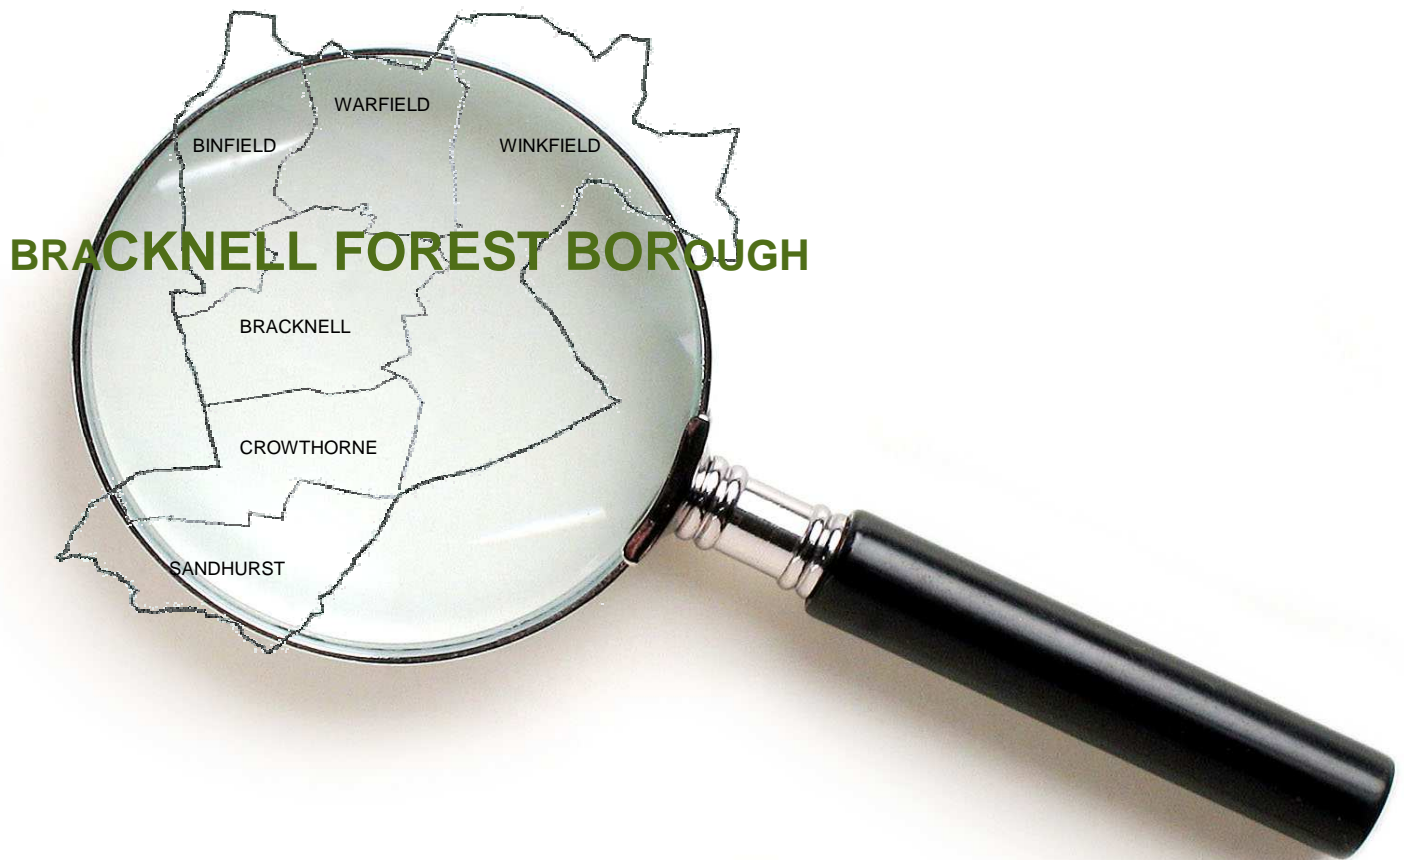 WARFIELD
BINFIELD
WINKFIELD
BRACKNELL FOREST BOROUGH
BRACKNELL
CROWTHORNE
SANDHURST